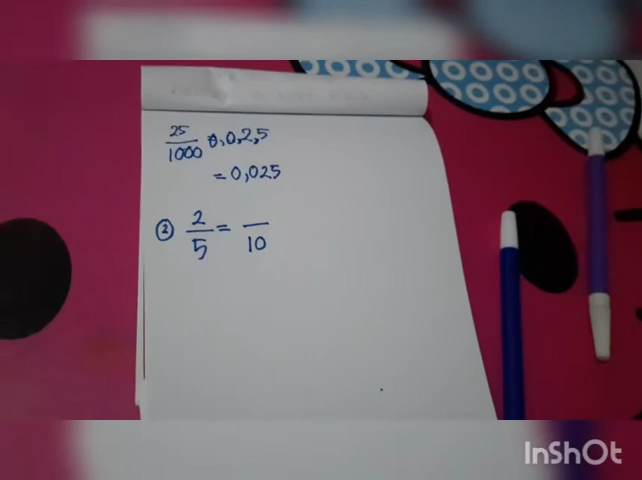 25/1000 0,0,2,5
= 0,025
② 2/5 = /10
InShOt